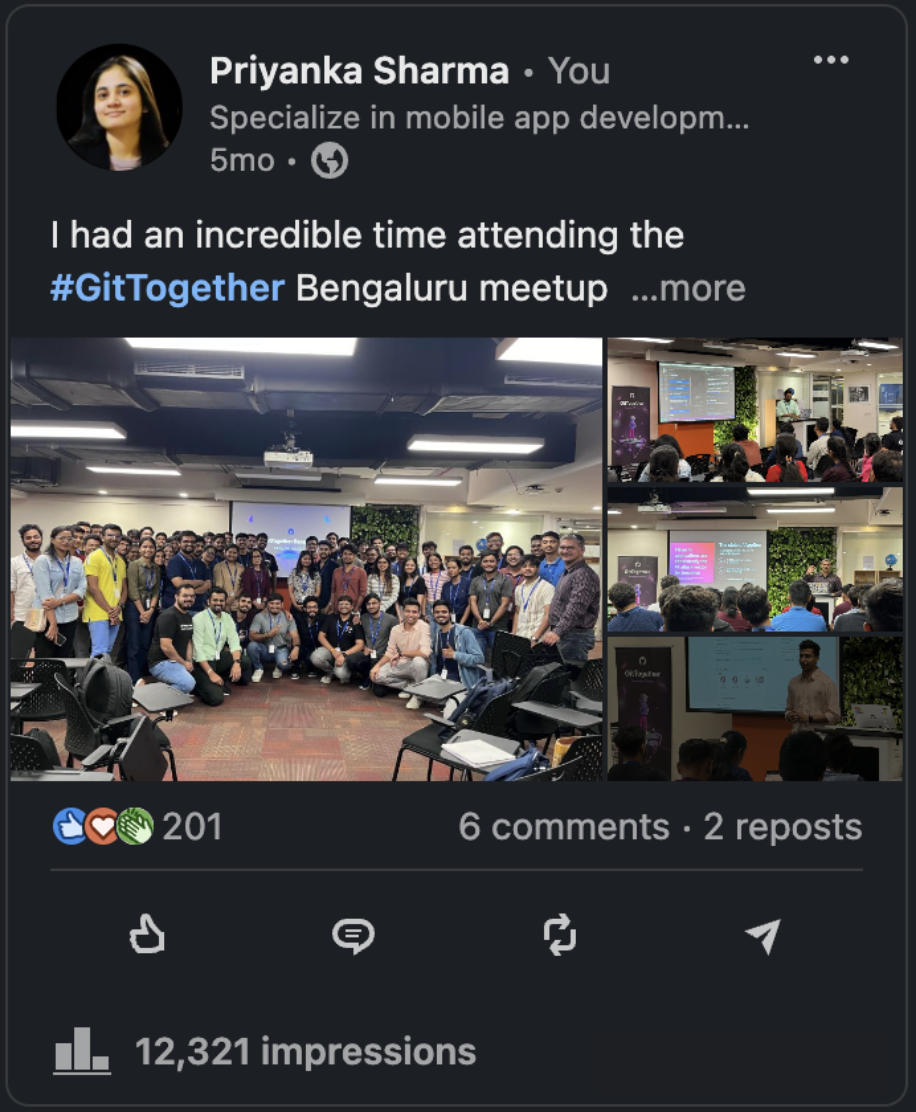 Priyanka Sharma • You
Specialize in mobile app developm...
5mo •
I had an incredible time attending the
#GitTogether Bengaluru meetup ...more
GitTogether
201
6 comments · 2 reposts
12,321 impressions